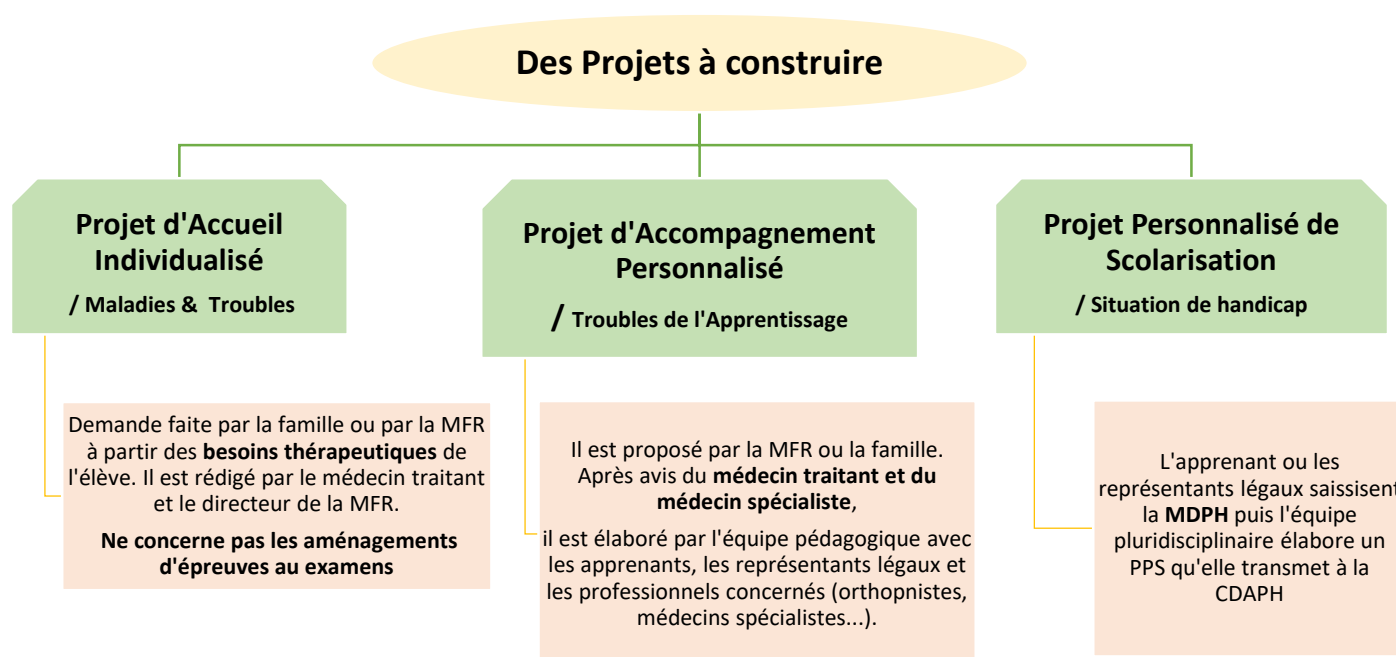 Des Projets à construire
Projet d'Accueil
Individualisé
/ Maladies & Troubles
Projet d'Accompagnement
Personnalisé
/ Troubles de l'Apprentissage
Projet Personnalisé de
Scolarisation
/ Situation de handicap
Demande faite par la famille ou par la MFR
à partir des besoins thérapeutiques de
l'élève. Il est rédigé par le médecin traitant
et le directeur de la MFR.
Ne concerne pas les aménagements
d'épreuves au examens
Il est proposé par la MFR ou la famille.
Après avis du médecin traitant et du
médecin spécialiste,
il est élaboré par l'équipe pédagogique avec
les apprenants, les représentants légaux et
les professionnels concernés (orthopnistes,
médecins spécialistes...).
L'apprenant ou les
représentants légaux saissisent
la MDPH puis l'équipe
pluridisciplinaire élabore un
PPS qu'elle transmet à la
CDAPH